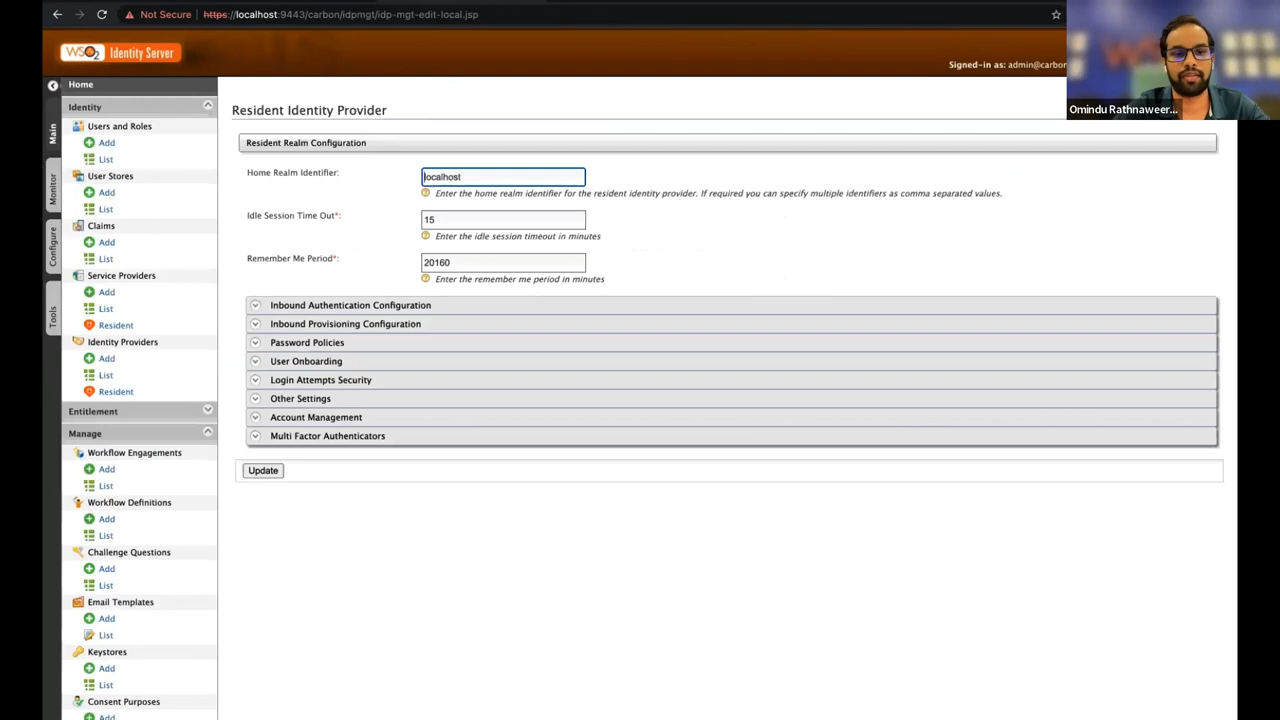 Not Secure https://localhost:9443/carbon/idpmgt/idp-mgt-edit-local.jsp
WSO2 Identity Server
Signed-in as: admin@carbon
Omindu Rathnaweer...
Home
Main
Monitor
Configure
Tools
Identity
Users and Roles
Add
List
User Stores
Add
List
Claims
Add
List
Service Providers
Add
List
Resident
Identity Providers
Add
List
Resident
Entitlement
Manage
Workflow Engagements
Add
List
Workflow Definitions
Add
List
Challenge Questions
Add
List
Email Templates
Add
List
Keystores
Add
List
Consent Purposes
Add
Resident Identity Provider
Resident Realm Configuration
Home Realm Identifier: localhost
Enter the home realm identifier for the resident identity provider. If required you can specify multiple identifiers as comma separated values.
Idle Session Time Out*: 15
Enter the idle session timeout in minutes
Remember Me Period*: 20160
Enter the remember me period in minutes
Inbound Authentication Configuration
Inbound Provisioning Configuration
Password Policies
User Onboarding
Login Attempts Security
Other Settings
Account Management
Multi Factor Authenticators
Update